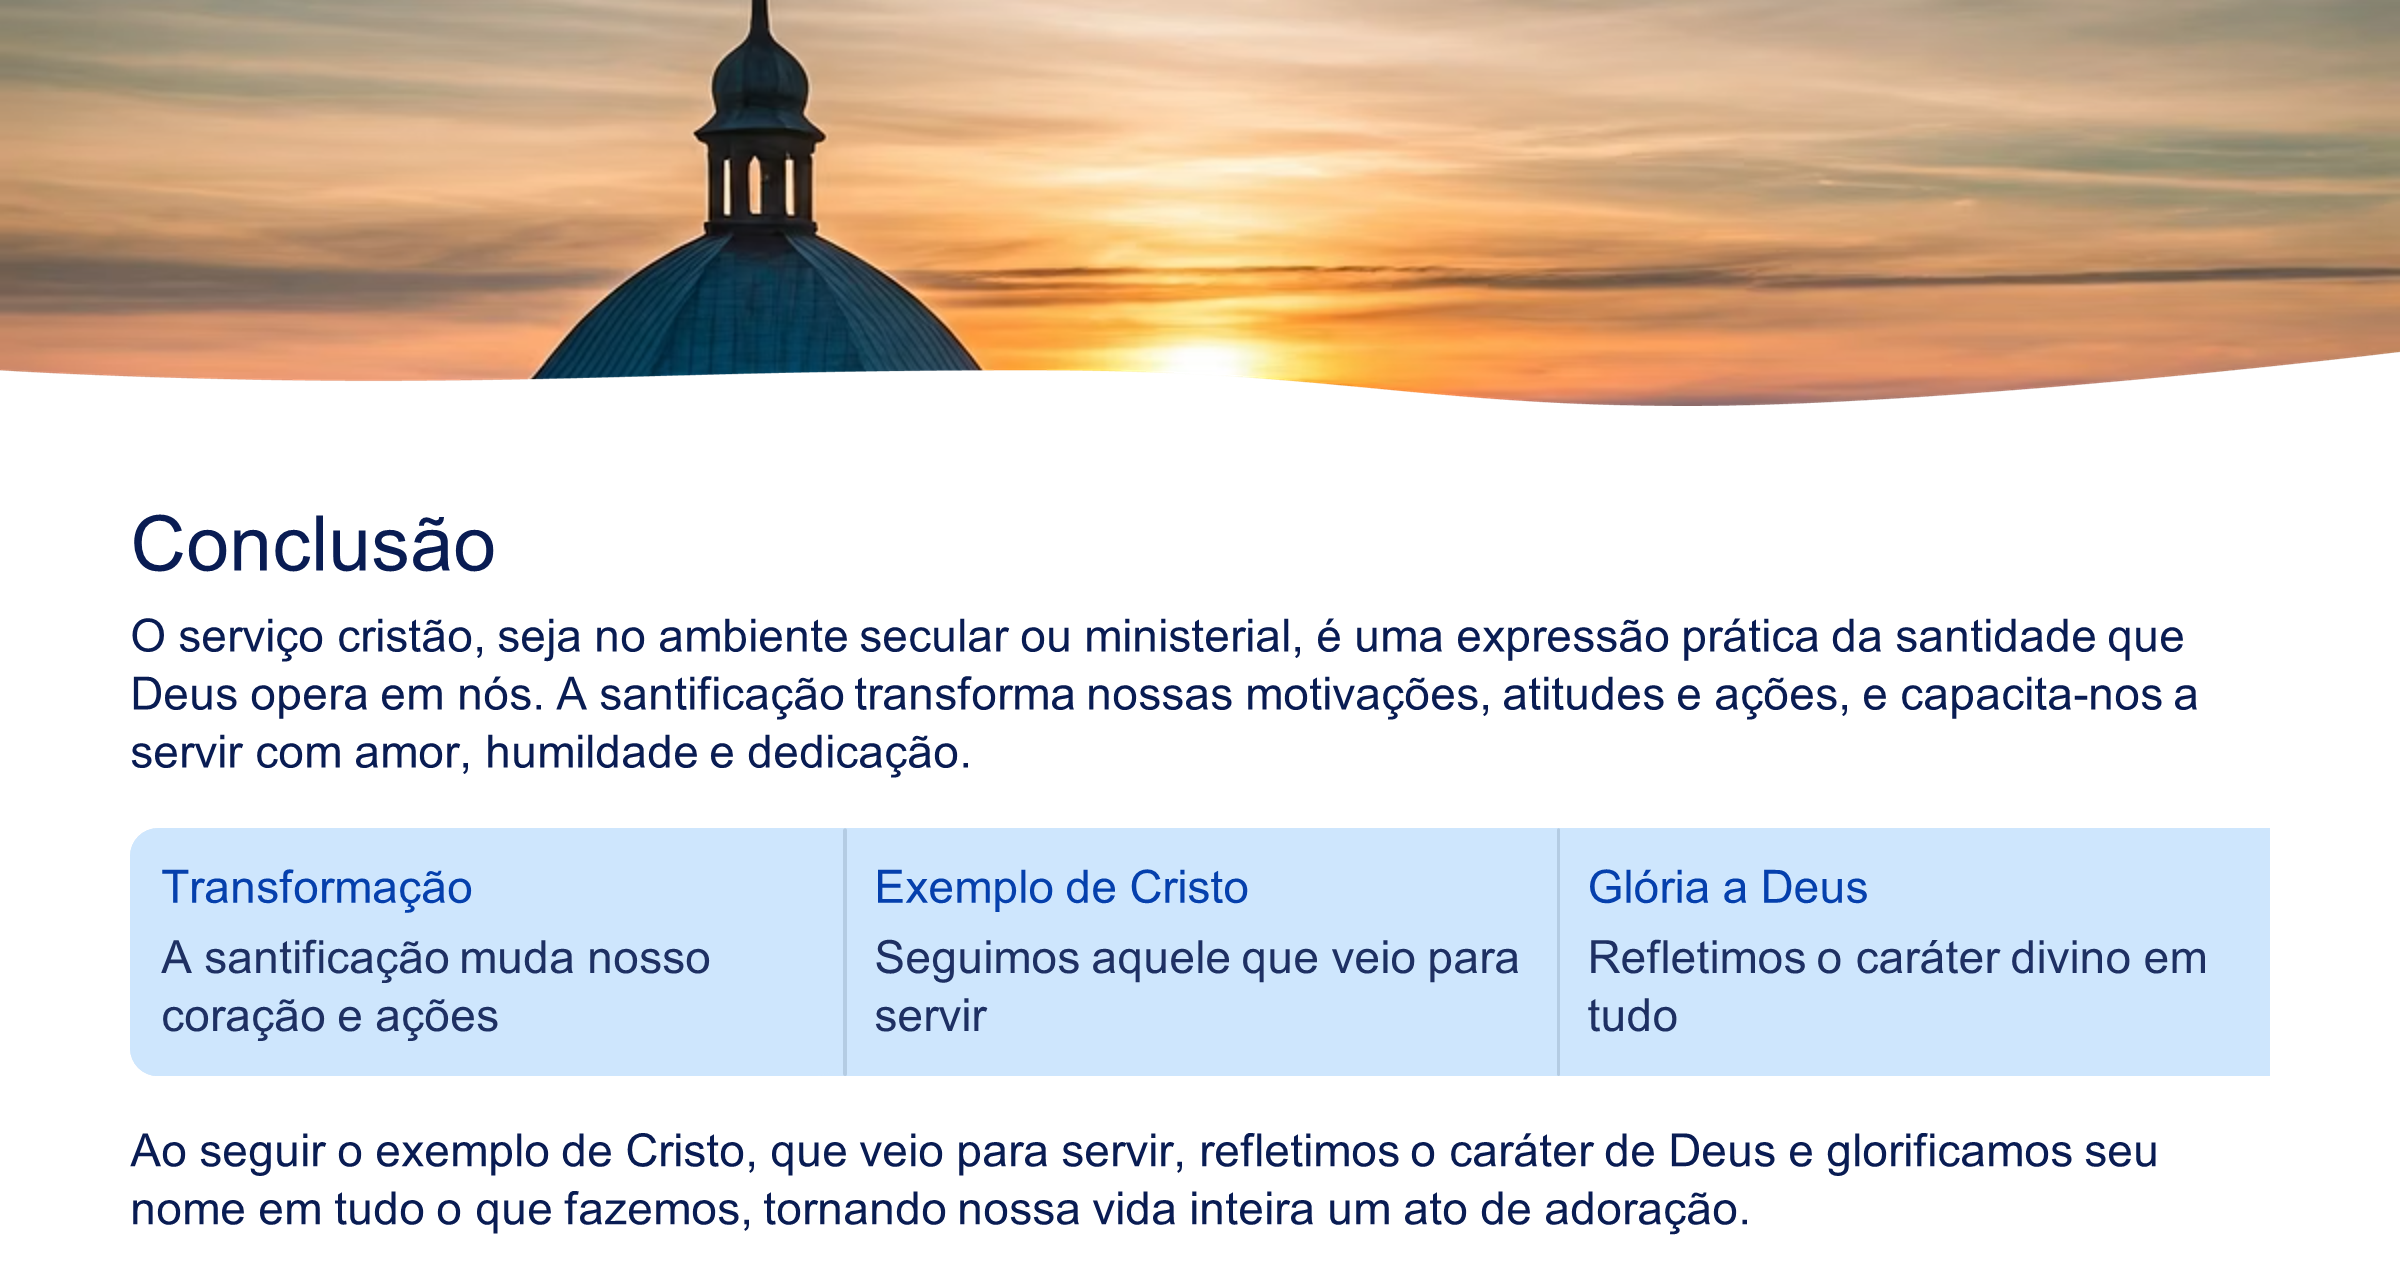 Conclusão
O serviço cristão, seja no ambiente secular ou ministerial, é uma expressão prática da santidade que
Deus opera em nós. A santificação transforma nossas motivações, atitudes e ações, e capacita-nos a
servir com amor, humildade e dedicação.
Transformação
A santificação muda nosso
coração e ações
Exemplo de Cristo
Seguimos aquele que veio para
servir
Glória a Deus
Refletimos o caráter divino em
tudo
Ao seguir o exemplo de Cristo, que veio para servir, refletimos o caráter de Deus e glorificamos seu
nome em tudo o que fazemos, tornando nossa vida inteira um ato de adoração.